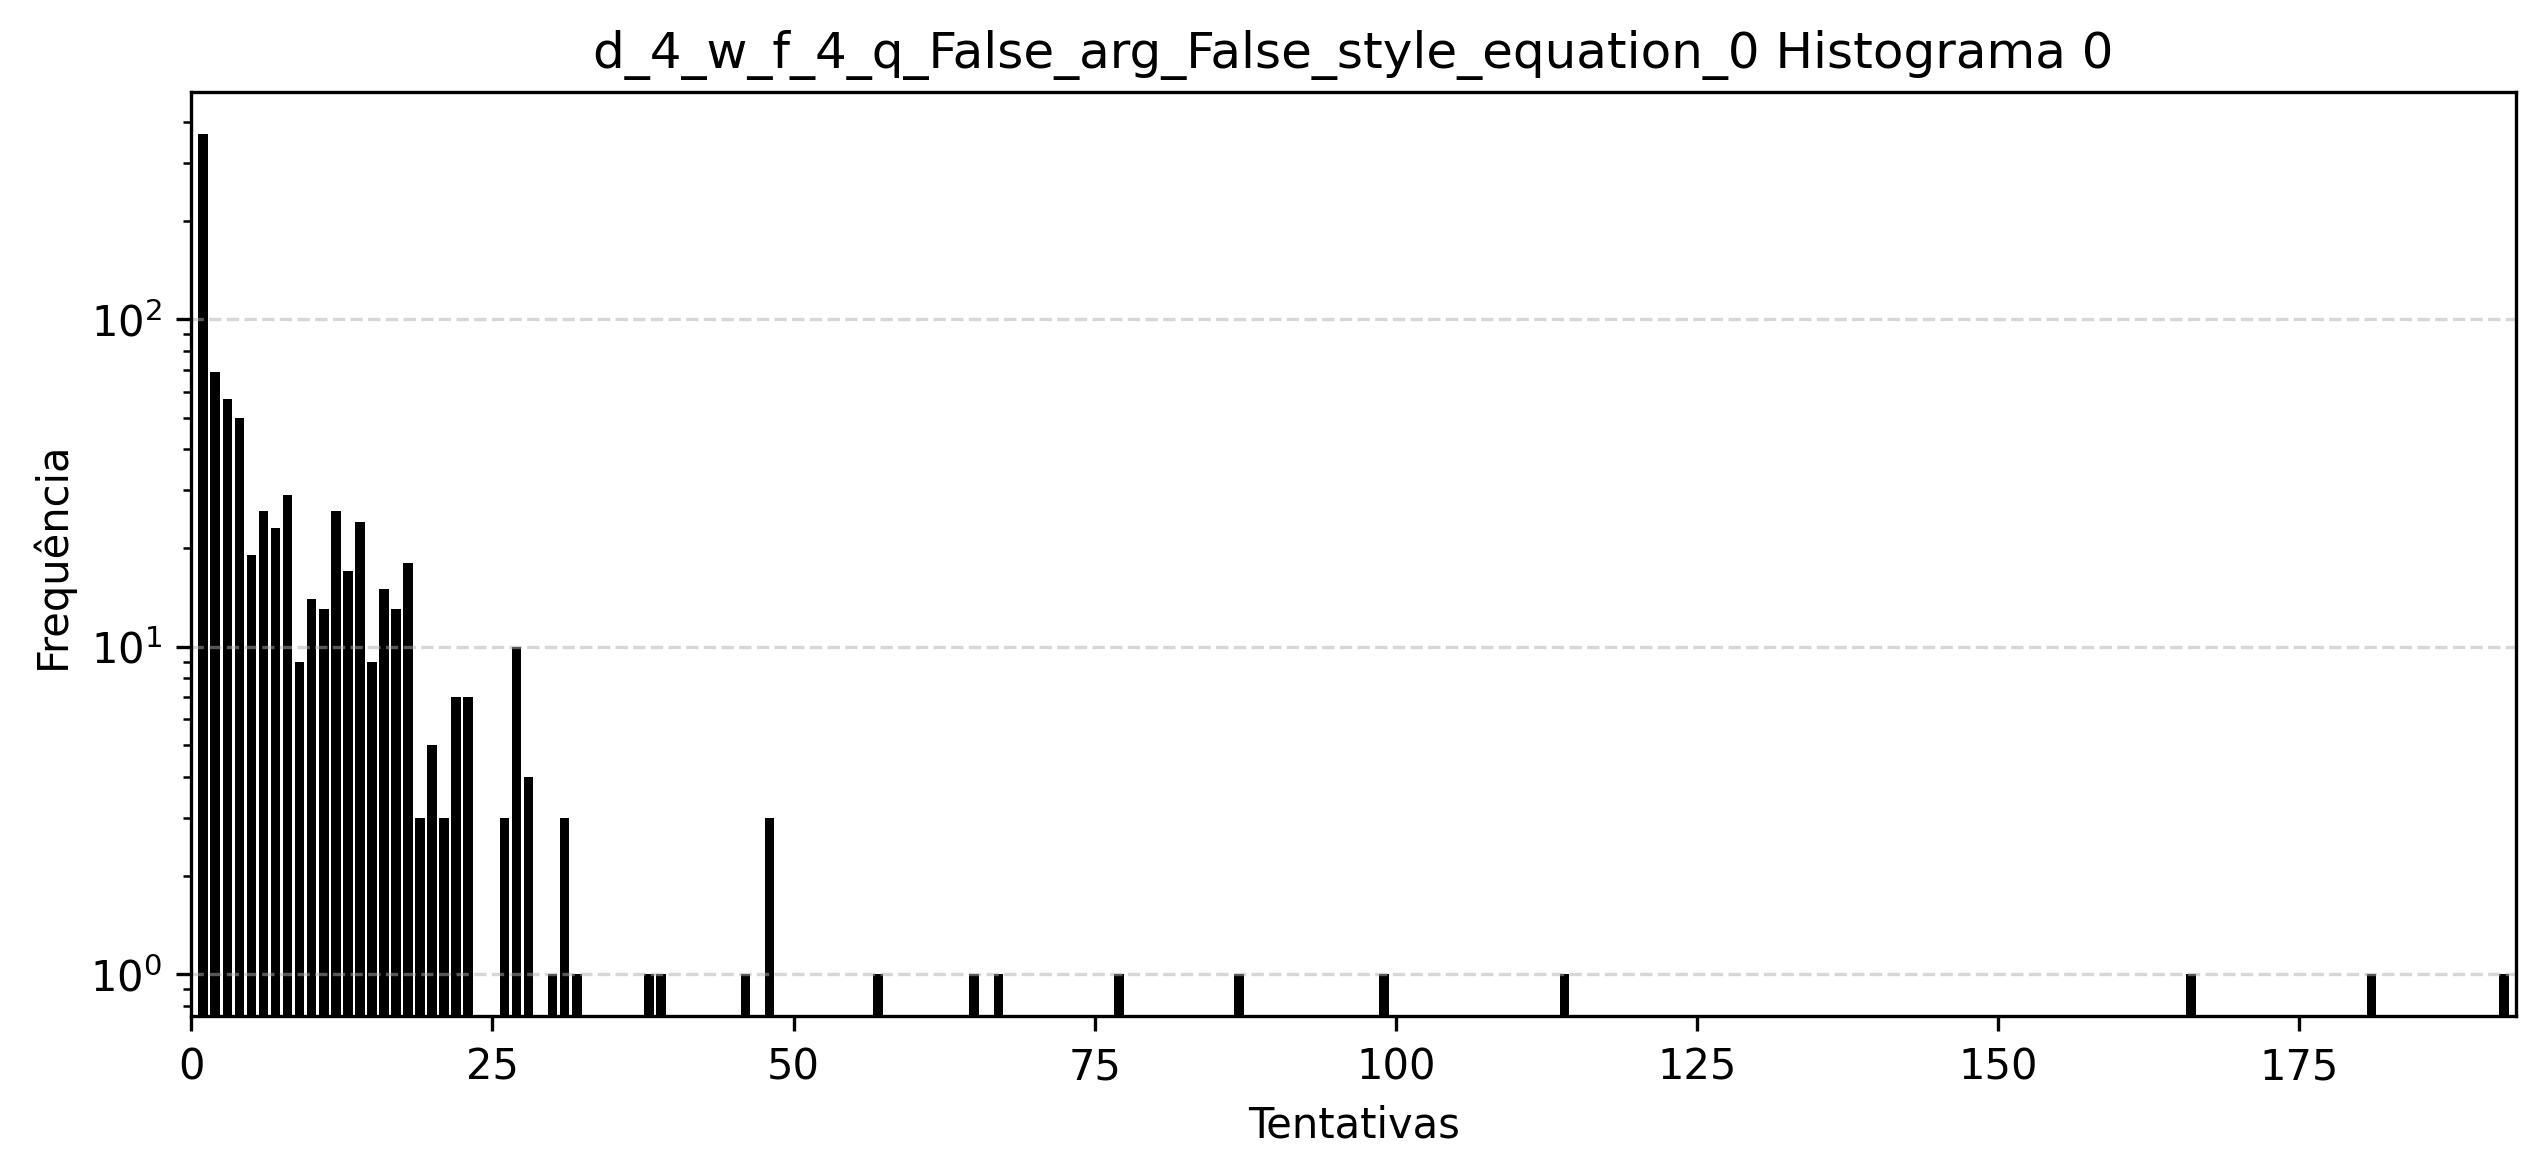 d_4_w_f_4_q_False_arg_False_style_equation_0 Histograma 0
Frequência
10²
10¹
10⁰
0 25 50 75 100 125 150 175
Tentativas